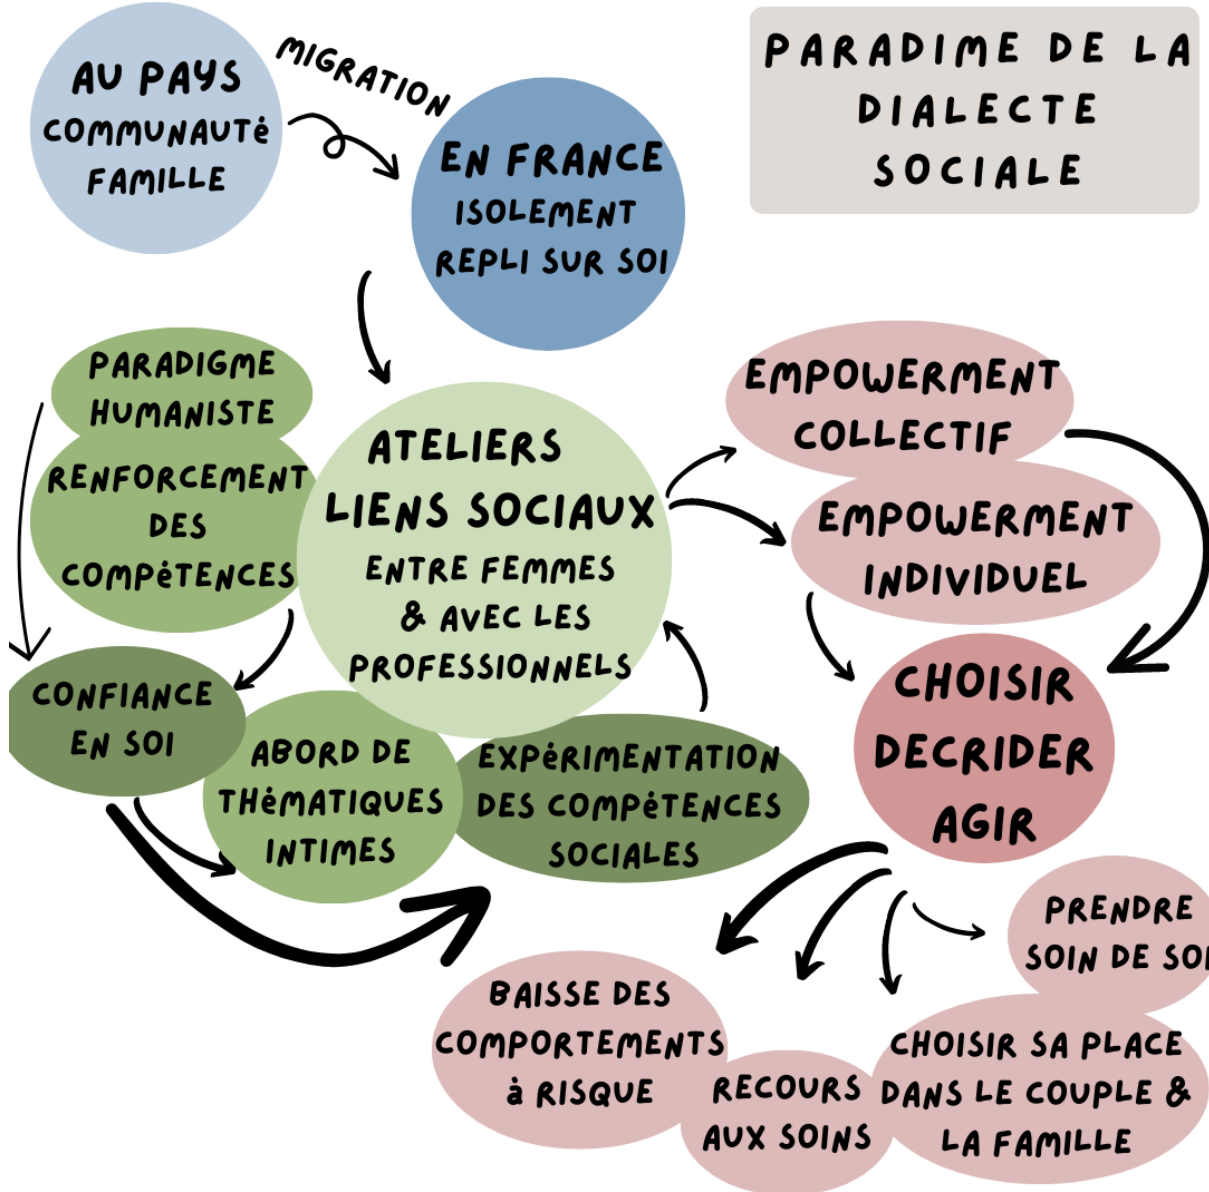 AU PAYS
COMMUNAUTÉ
FAMILLE
MIGRATION
EN FRANCE
ISOLEMENT
REPLI SUR SOI
PARADIME DE LA
DIALECTE
SOCIALE
PARADIGME
HUMANISTE
RENFORCEMENT
DES
COMPÉTENCES
ATELIERS
LIENS SOCIAUX
ENTRE FEMMES
& AVEC LES
PROFESSIONNELS
EMPOWERMENT
COLLECTIF
EMPOWERMENT
INDIVIDUEL
CONFIANCE
EN SOI
ABORD DE
THÉMATIQUES
INTIMES
EXPÉRIMENTATION
DES COMPÉTENCES
SOCIALES
CHOISIR
DECRIDER
AGIR
PRENDRE
SOIN DE SOI
BAISSE DES
COMPORTEMENTS
à RISQUE
RECOURS
AUX SOINS
CHOISIR SA PLACE
DANS LE COUPLE &
LA FAMILLE